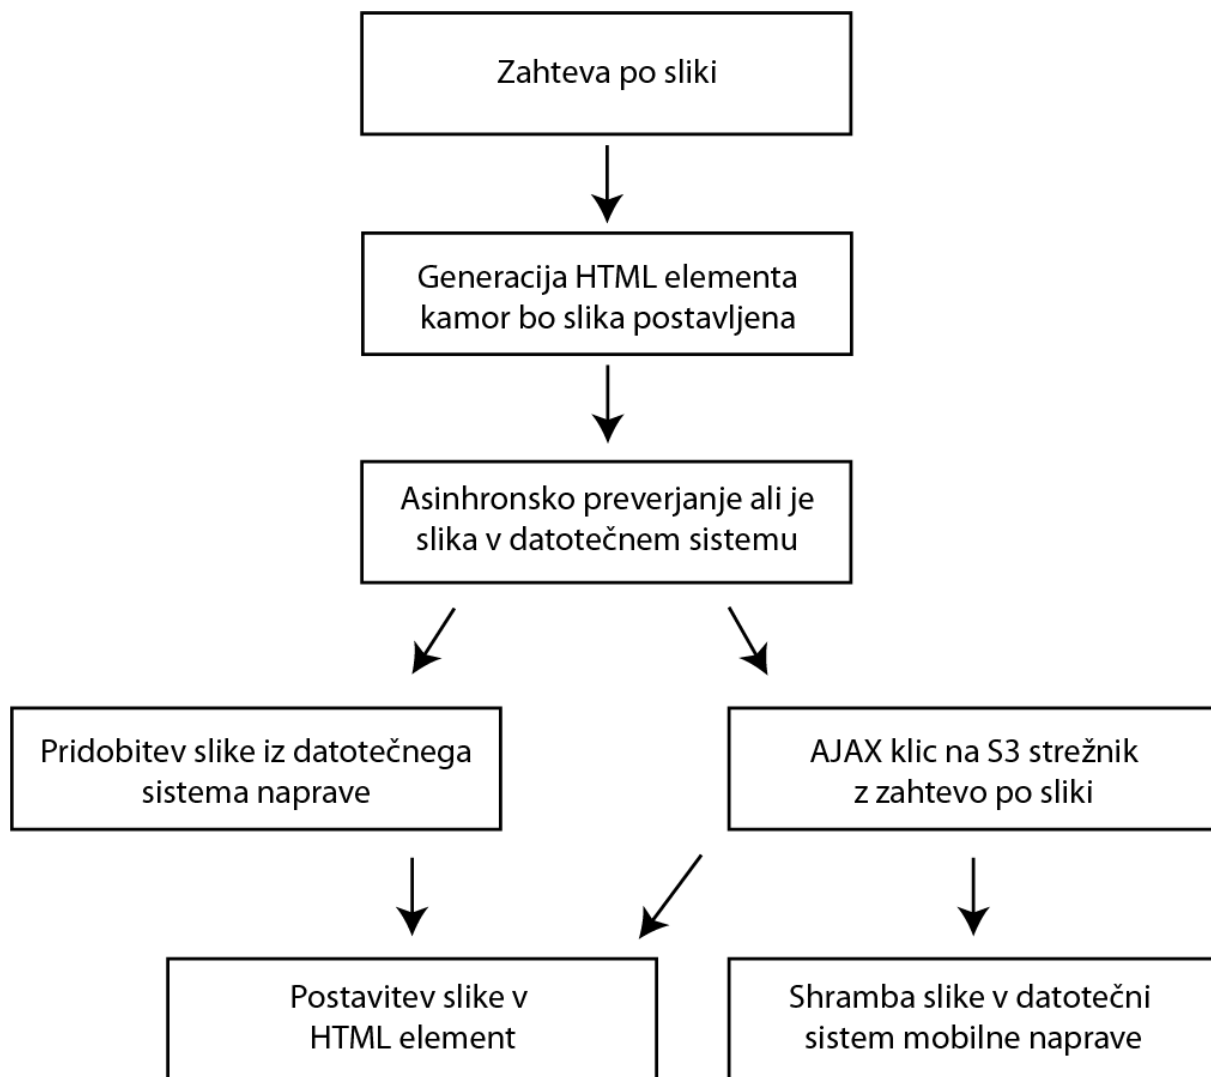 Zahteva po sliki
Generacija HTML elementa
kamor bo slika postavljena
Asinhronsko preverjanje ali je
slika v datotečnem sistemu
Pridobitev slike iz datotečnega
sistema naprave
AJAX klic na S3 strežnik
z zahtevo po sliki
Postavitev slike v
HTML element
Shramba slike v datotečni
sistem mobilne naprave